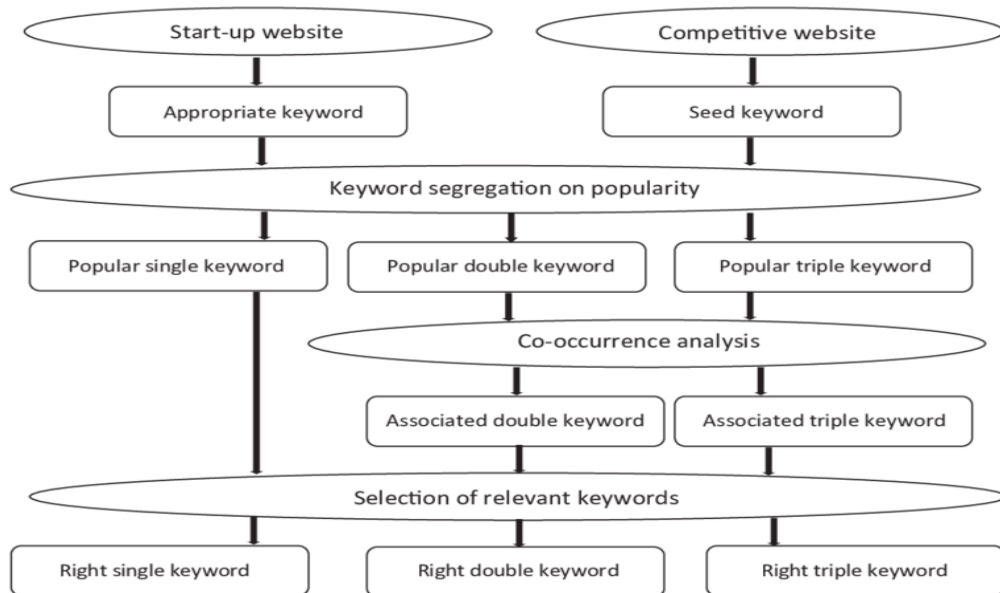 Start-up website
Competitive website
Appropriate keyword
Seed keyword
Keyword segregation on popularity
Popular single keyword
Popular double keyword
Popular triple keyword
Co-occurrence analysis
Associated double keyword
Associated triple keyword
Selection of relevant keywords
Right single keyword
Right double keyword
Right triple keyword